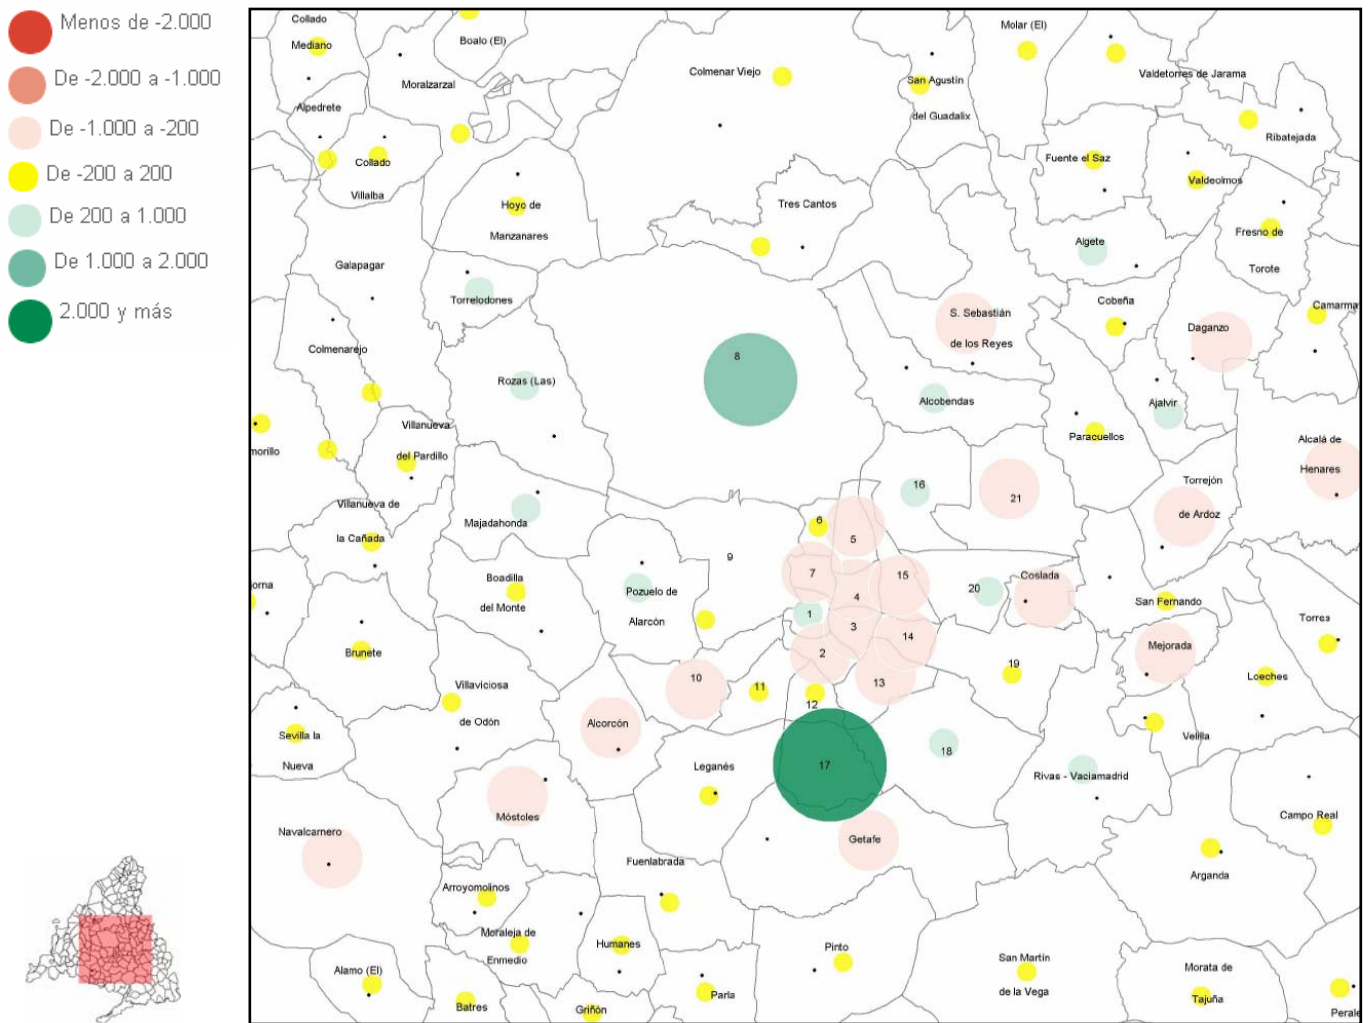 Menos de -2.000
De -2.000 a -1.000
De -1.000 a -200
De -200 a 200
De 200 a 1.000
De 1.000 a 2.000
2.000 y más
Collado
Mediano
Boalo (El)
Moralzarzal
Alpedrete
Collado
Villalba
Colmenar Viejo
San Agustín
del Guadalix
Molar (El)
Valdetorres de Jarama
Ribatejada
Fuente el Saz
Valdeolmos
Hoyo de
Manzanares
Tres Cantos
Algete
Fresno de
Torote
Galapagar
Torrelodones
Cobeña
Camarma
S. Sebastián
de los Reyes
Daganzo
Colmenarejo
8
Rozas (Las)
Alcobendas
Ajalvir
Villanueva
del Pardillo
Paracuellos
Alcalá de
Henares
morillo
Torrejón
de Ardoz
16
21
Villanueva de
la Cañada
Majadahonda
6
5
9
7
15
Coslada
Boadilla
del Monte
Pozuelo de
Alarcón
4
20
San Fernando
orna
1
3
14
Torres
Brunete
2
19
Mejorada
Loeches
10
11
13
Villaviciosa
de Odón
12
Alcorcón
Sevilla la
Nueva
18
Velilla
Leganés
17
Rivas - Vaciamadrid
Móstoles
Getafe
Campo Real
Navalcarnero
Fuenlabrada
Arganda
Arroyomolinos
Moraleja de
Enmedio
Humanes
Pinto
San Martín
de la Vega
Alamo (El)
Morata de
Tajuña
Batres
Griñón
Parla
Perale